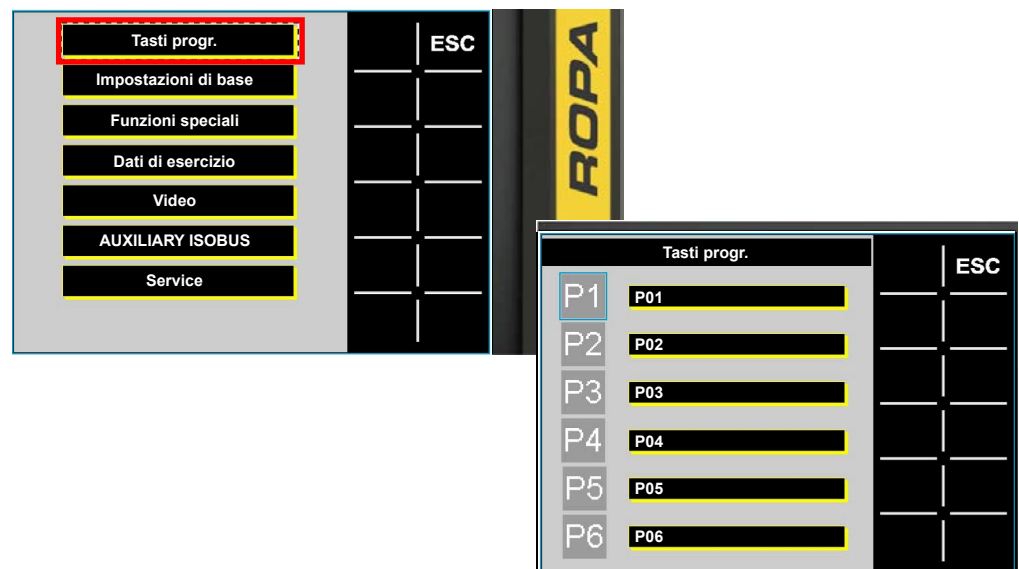 Tasti progr.
ESC
Impostazioni di base
Funzioni speciali
Dati di esercizio
Video
AUXILIARY ISOBUS
Service
ROPA
Tasti progr.
ESC
P1 P01
P2 P02
P3 P03
P4 P04
P5 P05
P6 P06